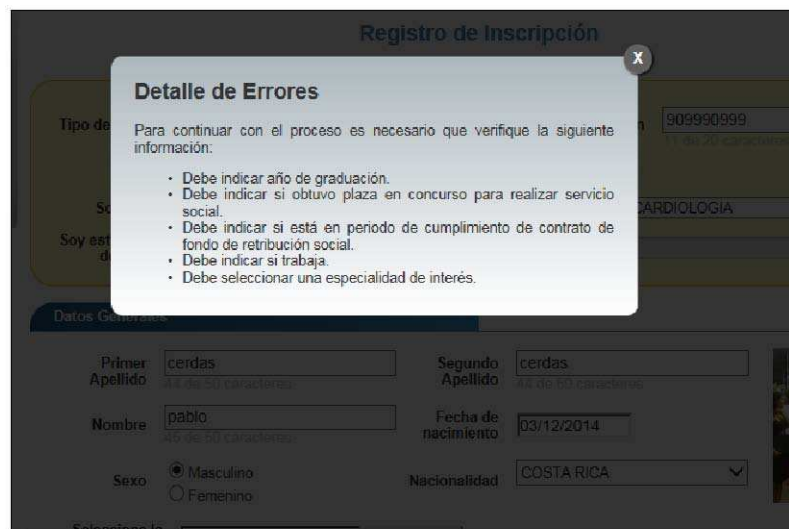 Registro de Inscripción
X
Detalle de Errores
Para continuar con el proceso es necesario que verifique la siguiente
información:
• Debe indicar año de graduación.
• Debe indicar si obtuvo plaza en concurso para realizar servicio
social.
• Debe indicar si está en periodo de cumplimiento de contrato de
fondo de retribución social.
• Debe indicar si trabaja.
• Debe seleccionar una especialidad de interés.
Tipo de
909990999
11 de 20 caracteres
CARDIOLOGIA
Soy est
Datos Generales
Primer Apellido cerdas Segundo Apellido cerdas
44 de 50 caracteres 44 de 50 caracteres
Nombre pablo Fecha de nacimiento 03/12/2014
45 de 50 caracteres
Sexo Masculino Nacionalidad COSTA RICA
Femenino